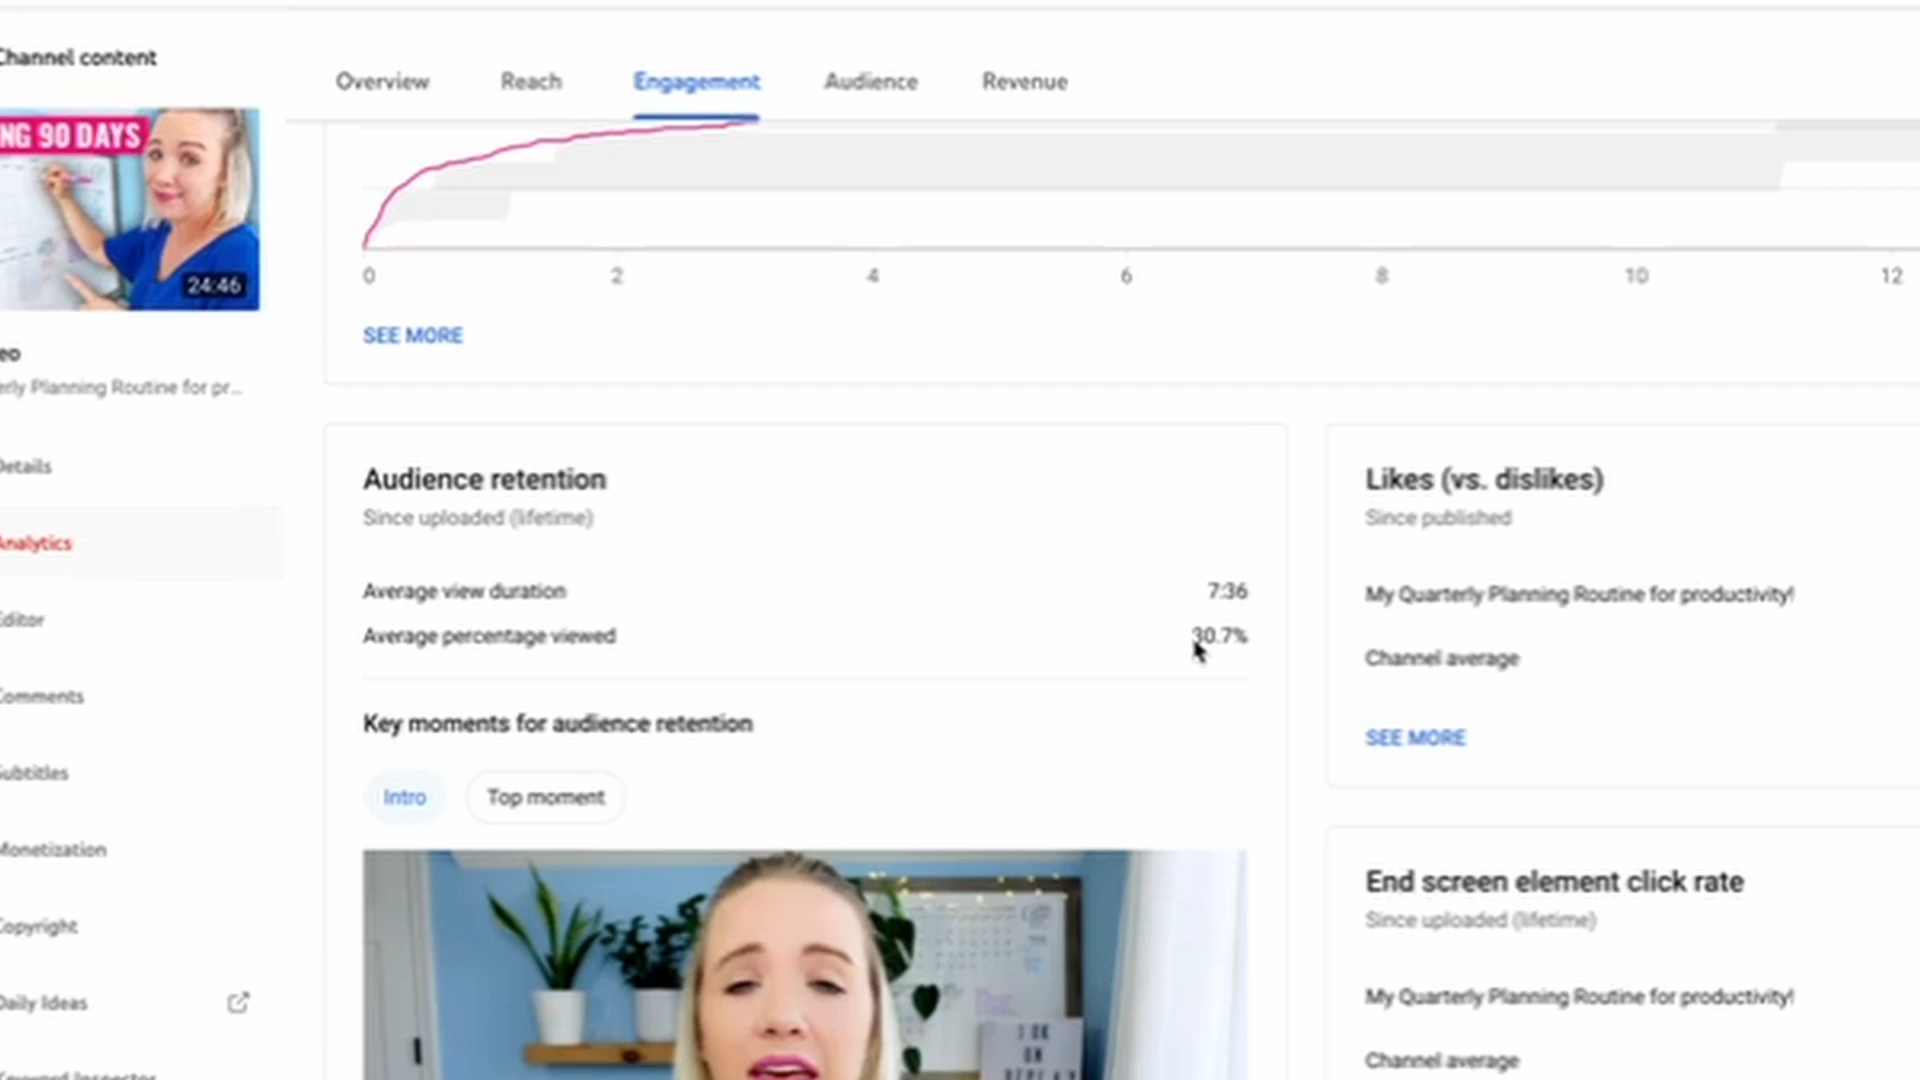 Channel content
Overview Reach Engagement Audience Revenue
NG 90 DAYS
24:46
0 2 4 6 8 10 12
SEE MORE
eo
erly Planning Routine for pr...
Details
Analytics
Editor
Comments
Subtitles
Monetization
Copyright
Daily Ideas
Keyword Inspector
Audience retention
Since uploaded (lifetime)
Average view duration 7:36
Average percentage viewed 30.7%
Key moments for audience retention
Intro Top moment
Likes (vs. dislikes)
Since published
My Quarterly Planning Routine for productivity!
Channel average
SEE MORE
End screen element click rate
Since uploaded (lifetime)
My Quarterly Planning Routine for productivity!
Channel average